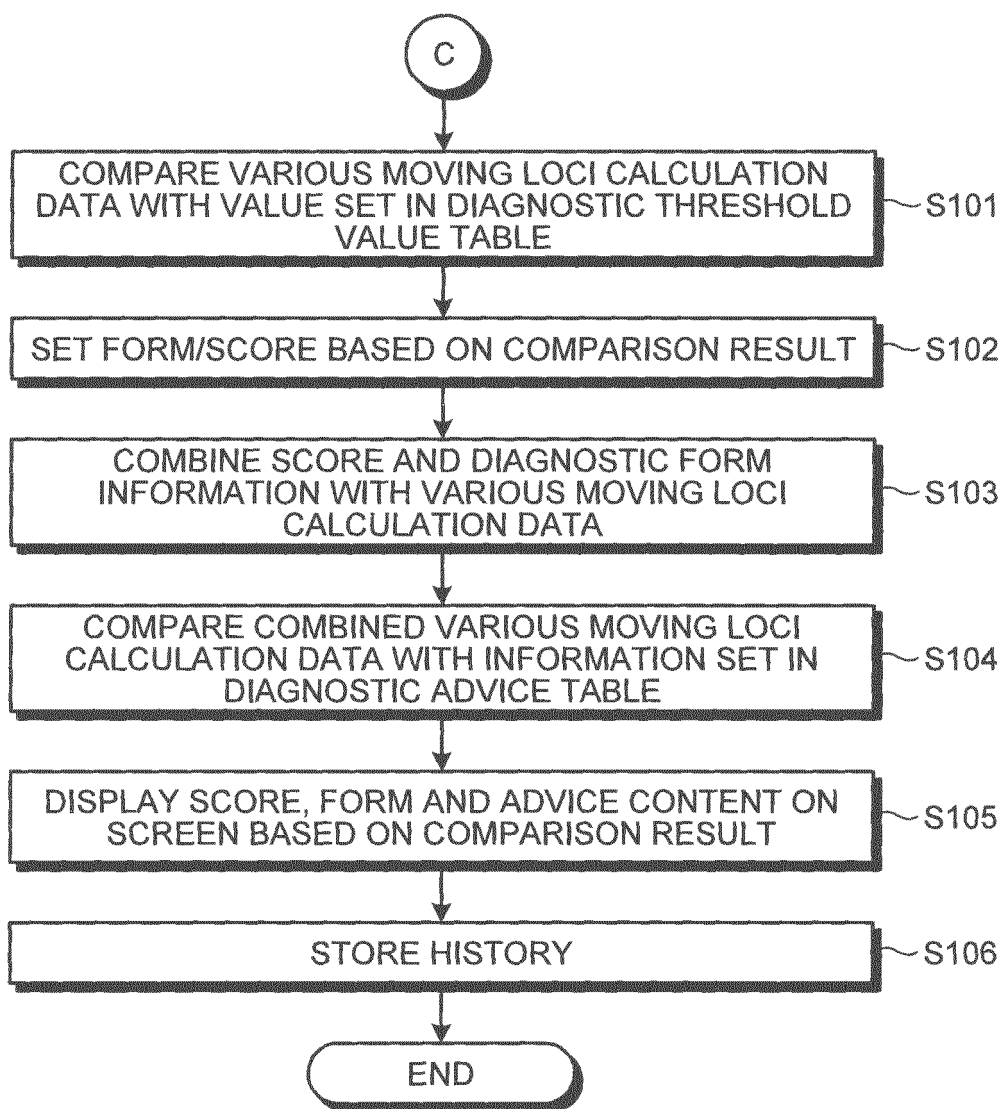 C
COMPARE VARIOUS MOVING LOCI CALCULATION
DATA WITH VALUE SET IN DIAGNOSTIC THRESHOLD
VALUE TABLE
S101
SET FORM/SCORE BASED ON COMPARISON RESULT
S102
COMBINE SCORE AND DIAGNOSTIC FORM
INFORMATION WITH VARIOUS MOVING LOCI
CALCULATION DATA
S103
COMPARE COMBINED VARIOUS MOVING LOCI
CALCULATION DATA WITH INFORMATION SET IN
DIAGNOSTIC ADVICE TABLE
S104
DISPLAY SCORE, FORM AND ADVICE CONTENT ON
SCREEN BASED ON COMPARISON RESULT
S105
STORE HISTORY
S106
END